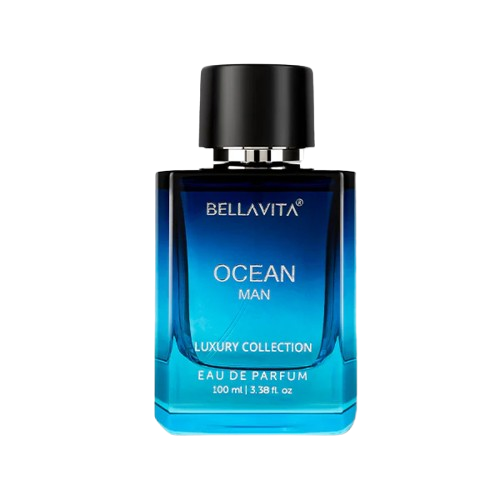 BELLAVITA®
OCEAN
MAN
LUXURY COLLECTION
EAU DE PARFUM
100 ml | 3.38 fl. oz